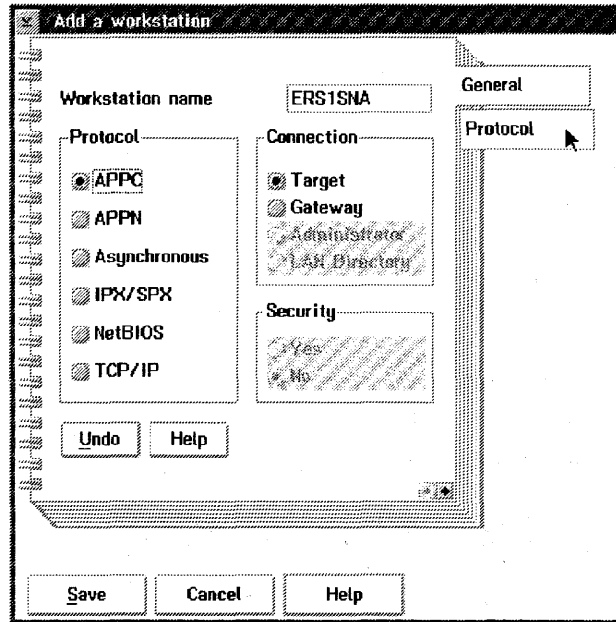 Add a workstation
General
Protocol
Workstation name
ERS1SNA
Protocol
APPC
APPN
Asynchronous
IPX/SPX
NetBIOS
TCP/IP
Connection
Target
Gateway
Administrator
LAN Directory
Security
Yes
No
Undo
Help
Save
Cancel
Help